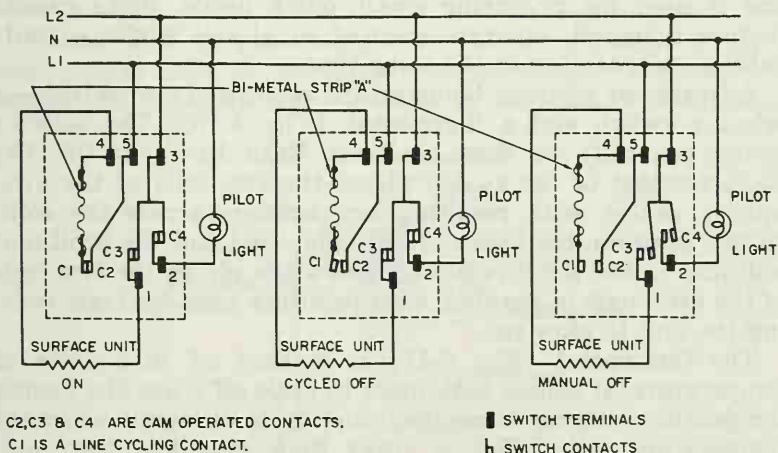 L2
N
L1
BI-METAL STRIP "A"
4 5 3
PILOT
LIGHT
C4
C3
C1 C2
2
1
SURFACE UNIT
ON
4 5 3
PILOT
LIGHT
C4
C3
C1 C2
2
1
SURFACE UNIT
CYCLED OFF
4 5 3
PILOT
LIGHT
C4
C3
C1 C2
2
1
SURFACE UNIT
MANUAL OFF
C2,C3 & C4 ARE CAM OPERATED CONTACTS.
C1 IS A LINE CYCLING CONTACT.
SWITCH TERMINALS
SWITCH CONTACTS